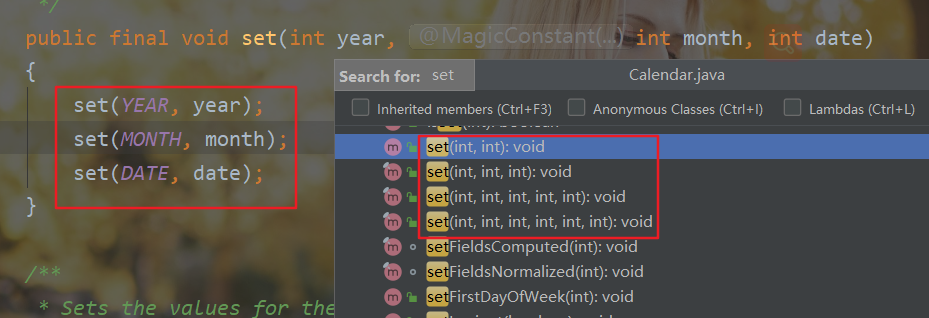 */
public final void set(int year, @MagicConstant(...) int month, int date)
{
set(YEAR, year);
set(MONTH, month);
set(DATE, date);
}
/**
* Sets the values for the
Search for: set
Calendar.java
Inherited members (Ctrl+F3) Anonymous Classes (Ctrl+I) Lambdas (Ctrl+L)
m set(int, int): void
m set(int, int, int): void
m set(int, int, int, int, int): void
m set(int, int, int, int, int, int): void
m setFieldsComputed(int): void
m setFieldsNormalized(int): void
m setFirstDayOfWeek(int): void